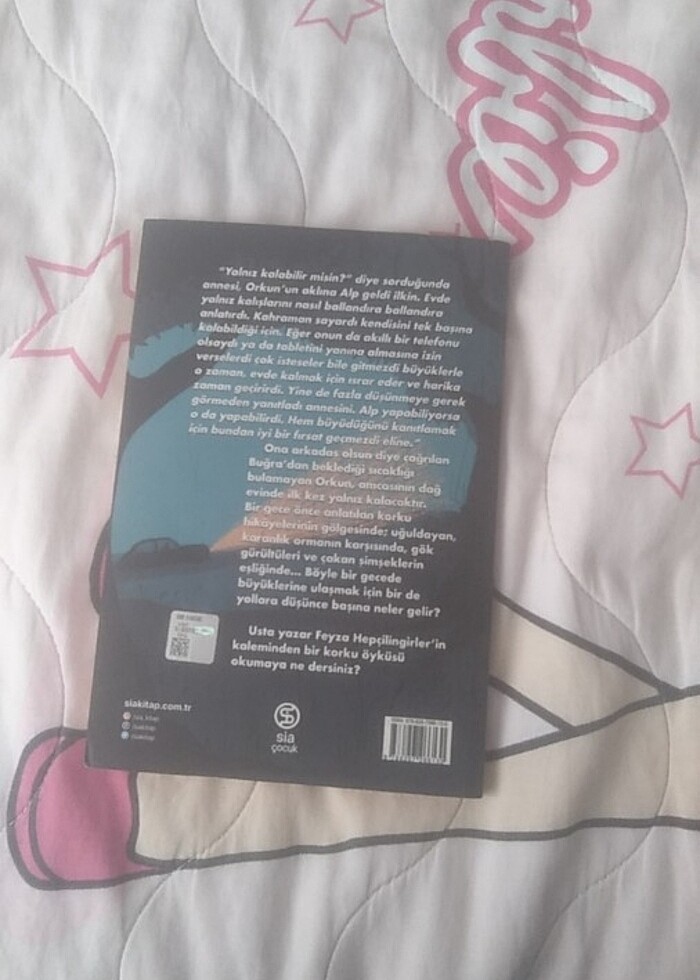 "Yalnız kalabilir misin?" diye sorduğunda
annesi, Orkun'un aklına Alp geldi ilkin. Evde
yalnız kalışlarını nasıl ballandıra ballandıra
anlatırdı. Kahraman sayardı kendisini tek başına
kalabildiği için. Eğer onun da akıllı bir telefonu
olsaydı ya da tabletini yanına almasına izin
verselerdi çok isteseler bile gitmezdi büyüklerle
o zaman, evde kalmak için ısrar eder ve harika
zaman geçirirdi. Yine de fazla düşünmeye gerek
görmeden yanıtladı annesini. Alp yapabiliyorsa
o da yapabilirdi. Hem büyüdüğünü kanıtlamak
için bundan iyi bir fırsat geçmezdi eline."
Ona arkadaş olsun diye çağrılan
Buğra'dan beklediği sıcaklığı
bulamayan Orkun, amcasının dağ
evinde ilk kez yalnız kalacaktır.
Bir gece önce anlatılan korku
hikâyelerinin gölgesinde; uğuldayan,
karanlık ormanın karşısında, gök
gürültüleri ve çakan şimşeklerin
eşliğinde... Böyle bir gecede
büyüklerine ulaşmak için bir de
yollara düşünce başına neler gelir?
Usta yazar Feyza Hepçilingirler'in
kaleminden bir korku öyküsü
okumaya ne dersiniz?
siakitap.com.tr
sia_kitap
/siakitap
/siakitap
sia
çocuk